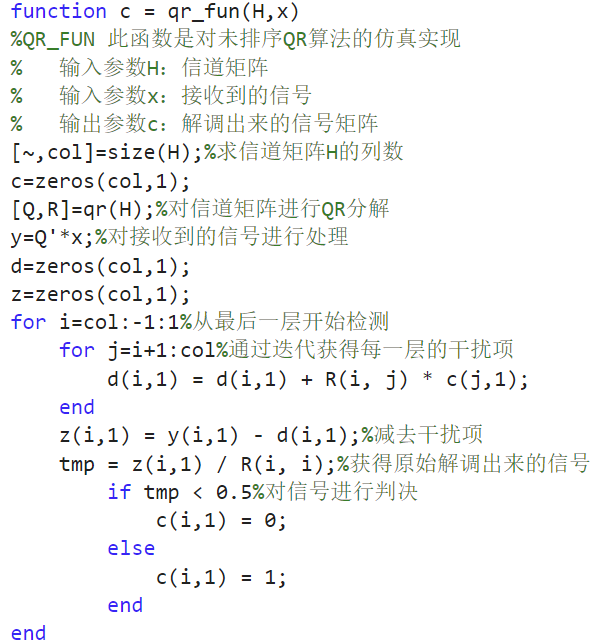 function c = qr_fun(H,x)
%QR_FUN 此函数是对未排序QR算法的仿真实现
%   输入参数H：信道矩阵
%   输入参数x：接收到的信号
%   输出参数c：解调出来的信号矩阵
[~,col]=size(H);%求信道矩阵H的列数
c=zeros(col,1);
[Q,R]=qr(H);%对信道矩阵进行QR分解
y=Q'*x;%对接收到的信号进行处理
d=zeros(col,1);
z=zeros(col,1);
for i=col:-1:1%从最后一层开始检测
    for j=i+1:col%通过迭代获得每一层的干扰项
        d(i,1) = d(i,1) + R(i, j) * c(j,1);
    end
    z(i,1) = y(i,1) - d(i,1);%减去干扰项
    tmp = z(i,1) / R(i, i);%获得原始解调出来的信号
        if tmp < 0.5%对信号进行判决
            c(i,1) = 0;
        else
            c(i,1) = 1;
        end
end